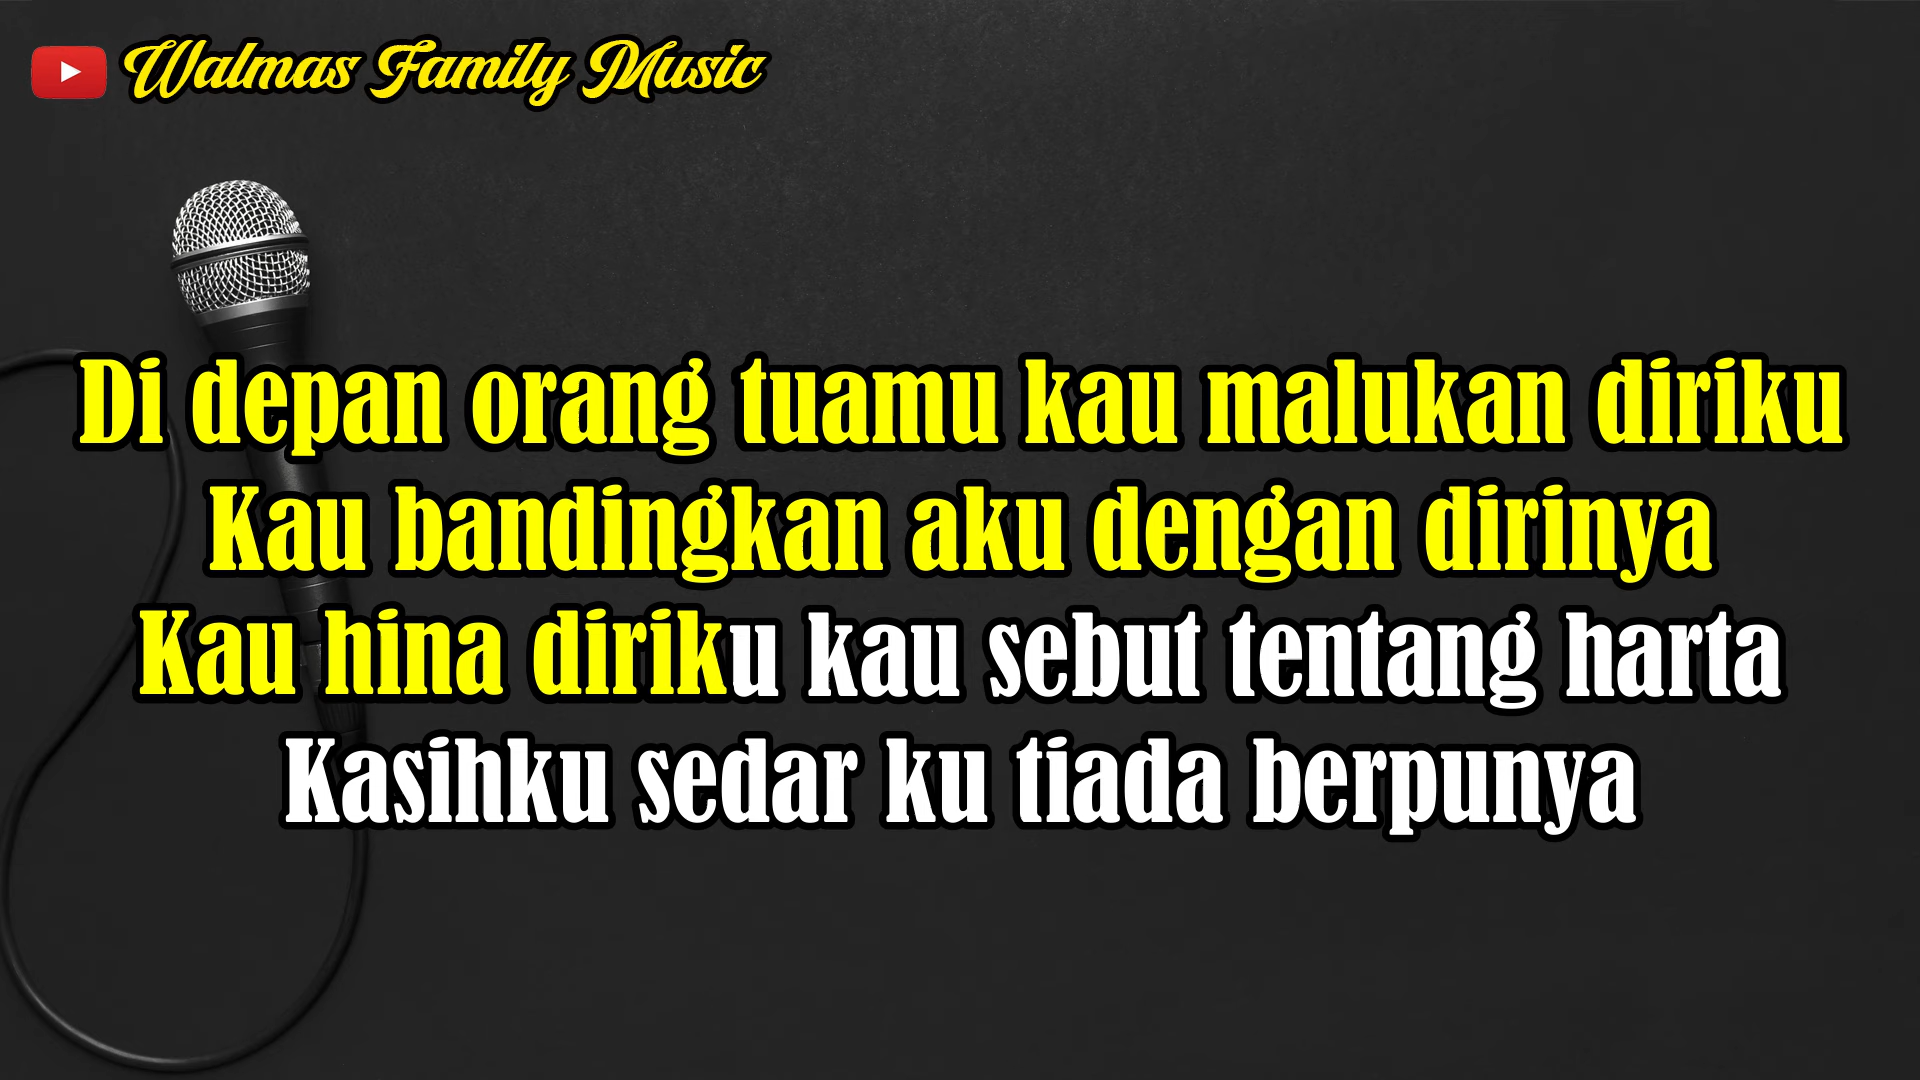 Walmas Family Music
Di depan orang tuamu kau malukan diriku
Kau bandingkan aku dengan dirinya
Kau hina diriku kau sebut tentang harta
Kasihku sedar ku tiada berpunya